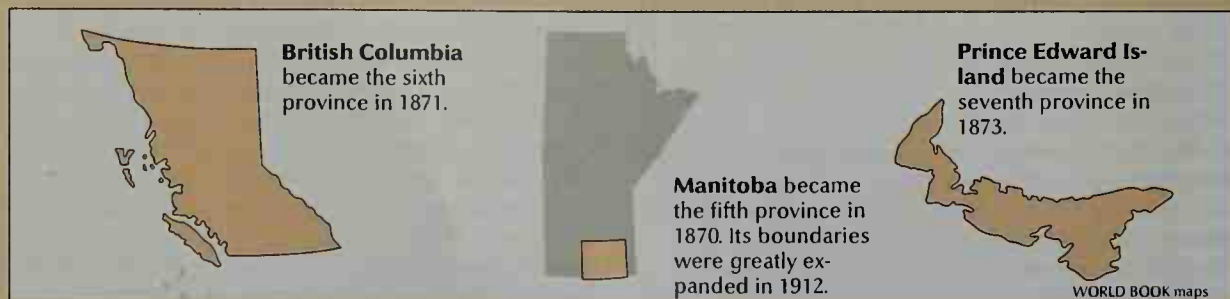 British Columbia
became the sixth
province in 1871.
Manitoba became
the fifth province in
1870. Its boundaries
were greatly ex-
panded in 1912.
Prince Edward Is-
land became the
seventh province in
1873.
WORLD BOOK maps